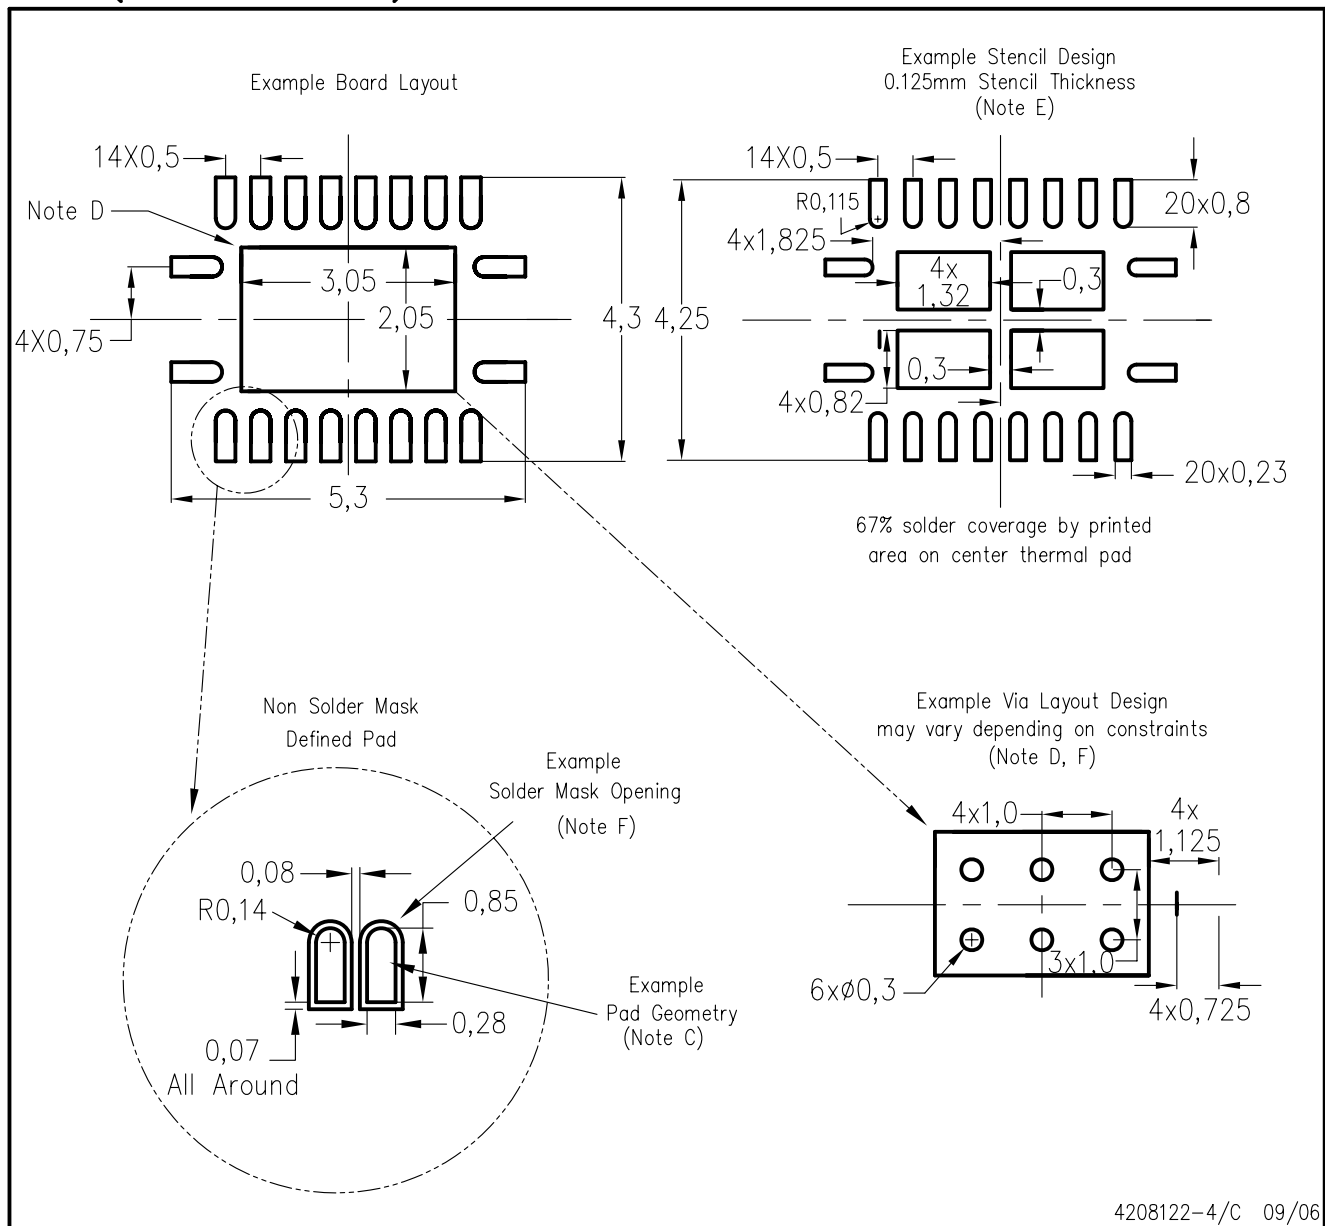 Example Board Layout
14X0,5
Note D
3,05
2,05
4,3
4X0,75
5,3
Example Stencil Design
0.125mm Stencil Thickness
(Note E)
14X0,5
R0,115
20x0,8
4x1,825
4x
1,32
0,3
4,25
0,3
4x0,82
20x0,23
67% solder coverage by printed
area on center thermal pad
Non Solder Mask
Defined Pad
Example
Solder Mask Opening
(Note F)
0,08
R0,14
0,85
Example
Pad Geometry
(Note C)
0,28
0,07
All Around
Example Via Layout Design
may vary depending on constraints
(Note D, F)
4x1,0
4x
1,125
3x1,0
6xø0,3
4x0,725
4208122-4/C 09/06